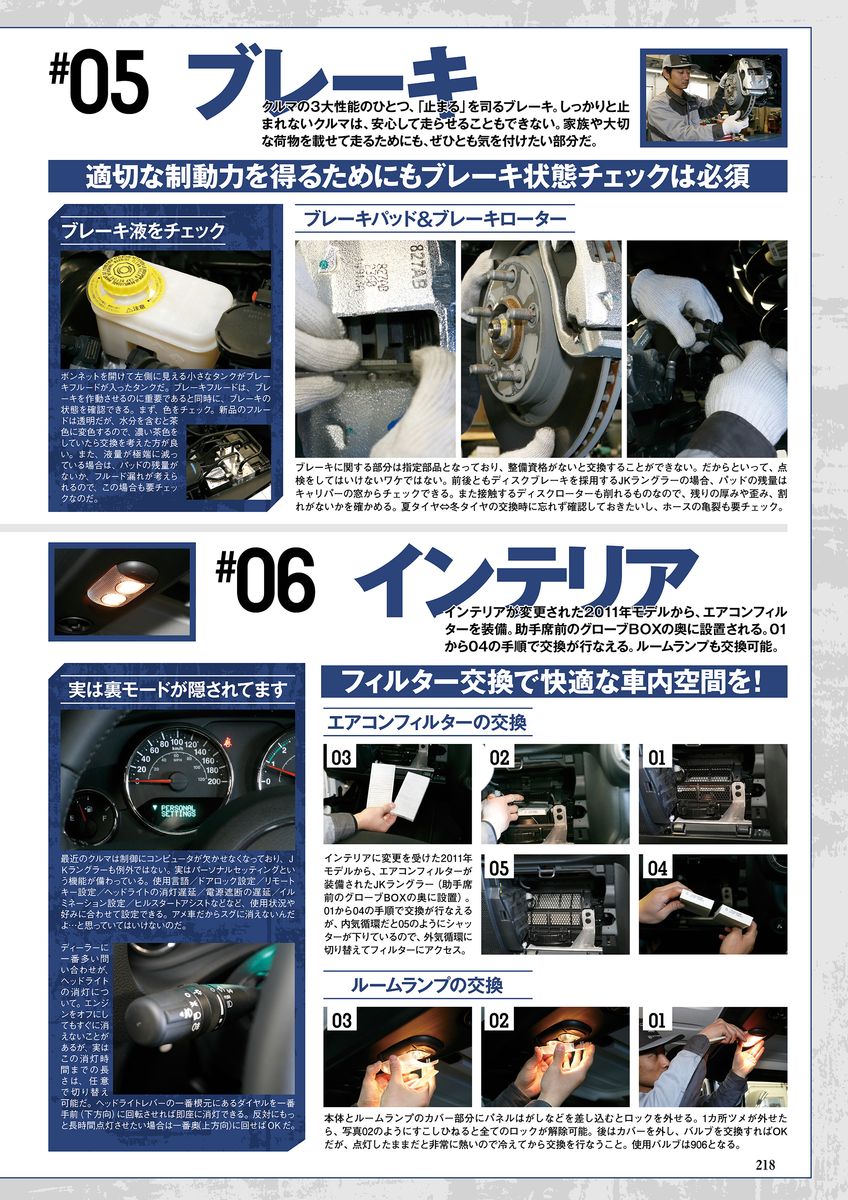 #05 ブレーキ
クルマの3大性能のひとつ、「止まる」を司るブレーキ。しっかりと止
まれないクルマは、安心して走らせることもできない。家族や大切
な荷物を載せて走るためにも、ぜひとも気を付けたい部分だ。
適切な制動力を得るためにもブレーキ状態チェックは必須
ブレーキ液をチェック
注意
ボンネットを開けて左側に見える小さなタンクがブレー
キフルードが入ったタンクだ。ブレーキフルードは、ブレ
ーキを作動させるのに重要であると同時に、ブレーキの
状態を確認できる。まず、色をチェック。新品のフルー
ドは透明だが、水分を含むと茶
色に変色するので、濃い茶色を
していたら交換を考えた方が良
い。また、液量が極端に減っ
ている場合は、パッドの残量が
ないか、フルード漏れが考えら
れるので、この場合も要チェッ
クなのだ。
ブレーキパッド&ブレーキローター
827AB
ブレーキに関する部分は指定部品となっており、整備資格がないと交換することができない。だからといって、点
検をしてはいけないワケではない。前後ともディスクブレーキを採用するJKラングラーの場合、パッドの残量は
キャリパーの窓からチェックできる。また接触するディスクローターも削れるものなので、残りの厚みや歪み、割
れがないかを確かめる。夏タイヤ⇔冬タイヤの交換時に忘れず確認しておきたいし、ホースの亀裂も要チェック。
#06 インテリア
インテリアが変更された2011年モデルから、エアコンフィル
ターを装備。助手席前のグローブBOXの奥に設置される。01
から04の手順で交換が行なえる。ルームランプも交換可能。
実は裏モードが隠されてます
0 20 40 60 80 100 120 140 160 180 200
km/h
MPH
E F
PERSONAL
SETTINGS
最近のクルマは制御にコンピュータが欠かせなくなっており、J
Kラングラーも例外ではない。実はパーソナルセッティングとい
う機能が備わっている。使用言語／ドアロック設定／リモート
キー設定／ヘッドライトの消灯遅延／電源遮断の遅延／イル
ミネーション設定／ヒルスタートアシストなどなど、使用状況や
好みに合わせて設定できる。アメ車だからスグに消えないんだ
よ…と思っていてはいけないのだ。
ディーラーに
一番多い問
い合わせが、
ヘッドライト
の消灯につ
いて。エンジ
ンをオフにし
てもすぐに消
えないことが
あるが、実は
この消灯時
間までの長
さは、任意
で切り替え
可能だ。ヘッドライトレバーの一番根元にあるダイヤルを一番
手前（下方向）に回転させれば即座に消灯できる。反対にもっ
と長時間点灯させたい場合は一番奥（上方向）に回せばOKだ。
フィルター交換で快適な車内空間を!
エアコンフィルターの交換
03
02
01
インテリアに変更を受けた2011年
モデルから、エアコンフィルターが
装備されたJKラングラー（助手席
前のグローブBOXの奥に設置）。
01から04の手順で交換が行なえる
が、内気循環だと05のようにシャッ
ターが下りているので、外気循環に
切り替えてフィルターにアクセス。
05
04
ルームランプの交換
03
02
01
本体とルームランプのカバー部分にパネルはがしなどを差し込むとロックを外せる。1カ所ツメが外せた
ら、写真02のようにすこしひねると全てのロックが解除可能。後はカバーを外し、バルブを交換すればOK
だが、点灯したままだと非常に熱いので冷えてから交換を行なうこと。使用バルブは906となる。
218